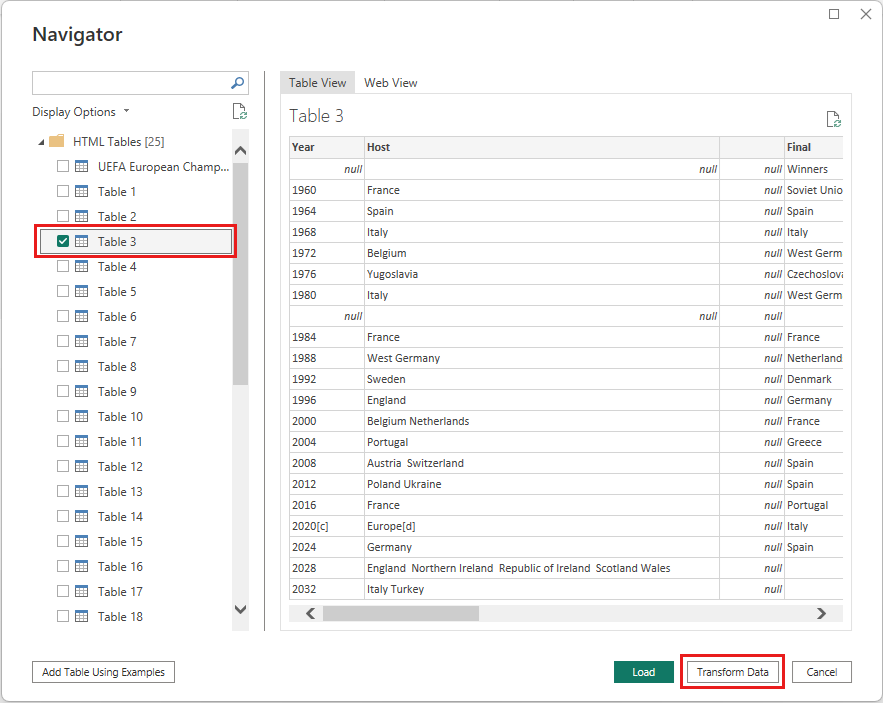 Navigator
Display Options
HTML Tables [25]
UEFA European Champ...
Table 1
Table 2
Table 3
Table 4
Table 5
Table 6
Table 7
Table 8
Table 9
Table 10
Table 11
Table 12
Table 13
Table 14
Table 15
Table 16
Table 17
Table 18
Table View Web View
Table 3
Year Host Final
null null null Winners
1960 France null Soviet Unio
1964 Spain null Spain
1968 Italy null Italy
1972 Belgium null West Germ
1976 Yugoslavia null Czechoslova
1980 Italy null West Germ
null null null
1984 France null France
1988 West Germany null Netherland
1992 Sweden null Denmark
1996 England null Germany
2000 Belgium Netherlands null France
2004 Portugal null Greece
2008 Austria Switzerland null Spain
2012 Poland Ukraine null Spain
2016 France null Portugal
2020[c] Europe[d] null Italy
2024 Germany null Spain
2028 England Northern Ireland Republic of Ireland Scotland Wales null
2032 Italy Turkey null
Add Table Using Examples Load Transform Data Cancel